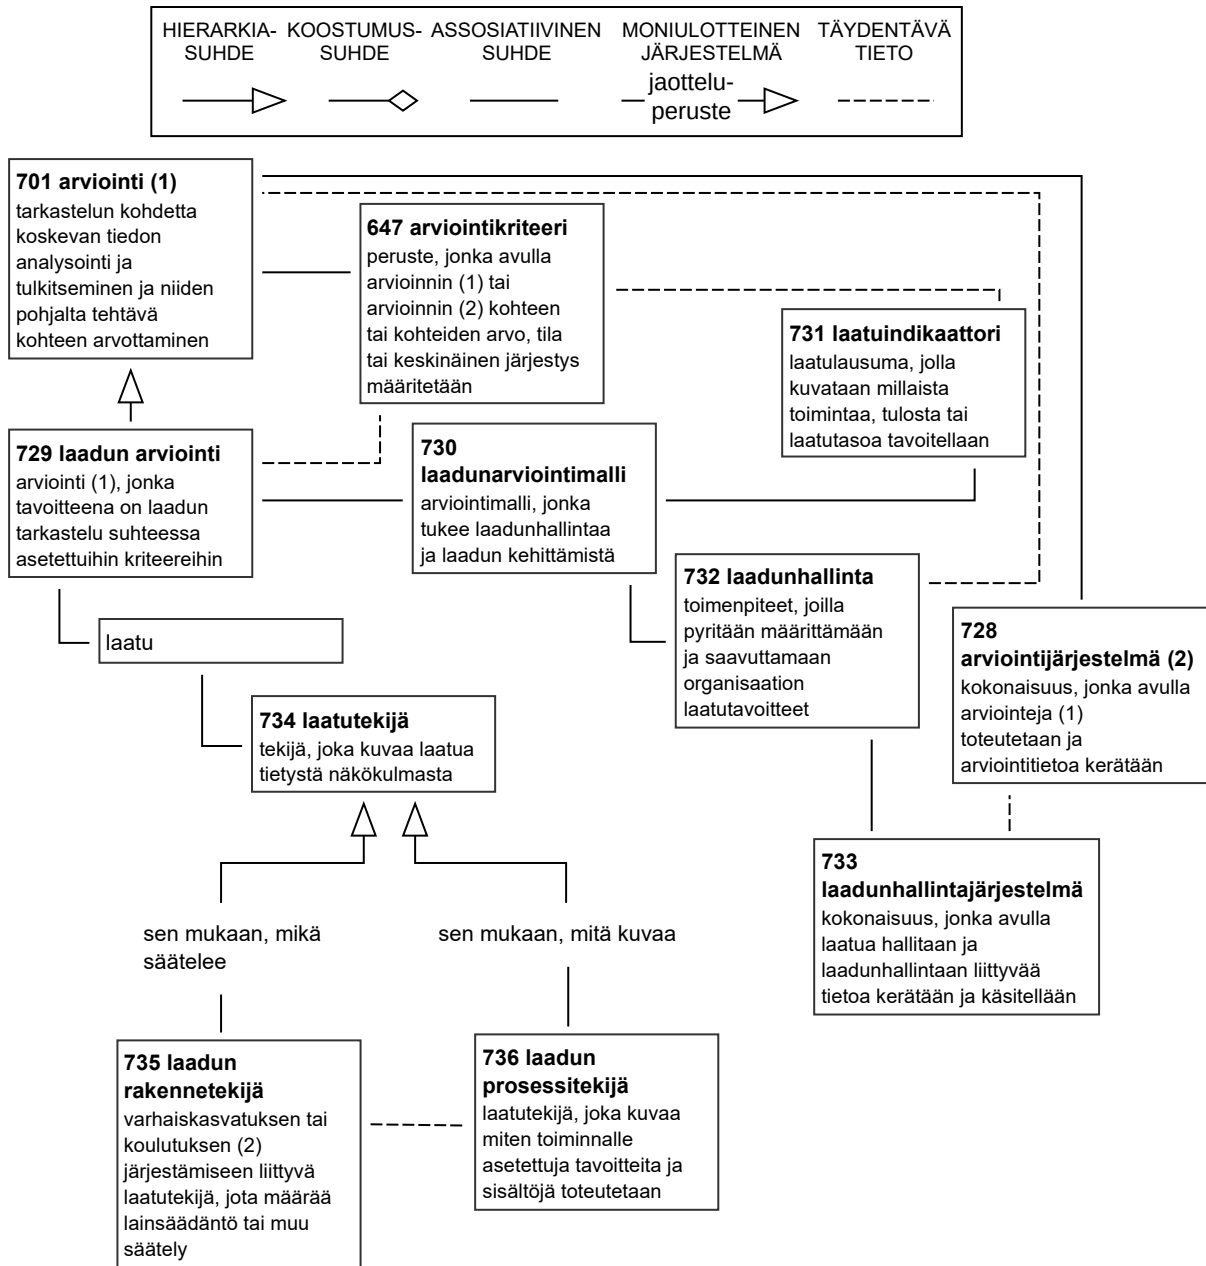 HIERARKIA-
SUHDE
KOOSTUMUS-
SUHDE
ASSOSIATIIVINEN
SUHDE
MONIULOTTEINEN
JÄRJESTELMÄ
jaottelu-
peruste
TÄYDENTÄVÄ
TIETO
701 arviointi (1)
tarkastelun kohdetta
koskevan tiedon
analysointi ja
tulkitseminen ja niiden
pohjalta tehtävä
kohteen arvottaminen
647 arviointikriteeri
peruste, jonka avulla
arvioinnin (1) tai
arvioinnin (2) kohteen
tai kohteiden arvo, tila
tai keskinäinen järjestys
määritetään
731 laatuindikaattori
laatulausuma, jolla
kuvataan millaista
toimintaa, tulosta tai
laatutasoa tavoitellaan
729 laadun arviointi
arviointi (1), jonka
tavoitteena on laadun
tarkastelu suhteessa
asetettuihin kriteereihin
730
laadunarviointimalli
arviointimalli, jonka
tukee laadunhallintaa
ja laadun kehittämistä
732 laadunhallinta
toimenpiteet, joilla
pyritään määrittämään
ja saavuttamaan
organisaation
laatutavoitteet
728
arviointijärjestelmä (2)
kokonaisuus, jonka avulla
arviointeja (1)
toteutetaan ja
arviointitietoa kerätään
laatu
734 laatutekijä
tekijä, joka kuvaa laatua
tietystä näkökulmasta
733
laadunhallintajärjestelmä
kokonaisuus, jonka avulla
laatua hallitaan ja
laadunhallintaan liittyvää
tietoa kerätään ja käsitellään
sen mukaan, mikä
säätelee
sen mukaan, mitä kuvaa
735 laadun
rakennetekijä
varhaiskasvatuksen tai
koulutuksen (2)
järjestämiseen liittyvä
laatutekijä, jota määrää
lainsäädäntö tai muu
säätely
736 laadun
prosessitekijä
laatutekijä, joka kuvaa
miten toiminnalle
asetettuja tavoitteita ja
sisältöjä toteutetaan